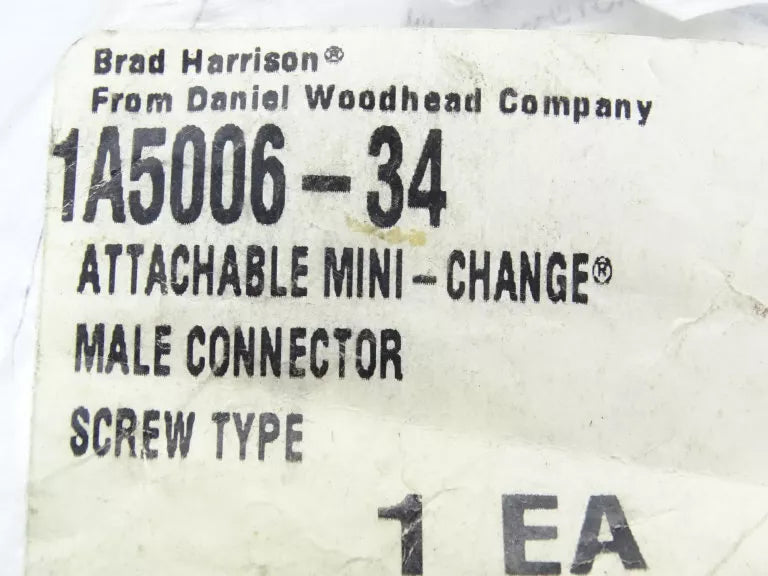 Brad Harrison®
From Daniel Woodhead Company
1A5006-34
ATTACHABLE MINI-CHANGE®
MALE CONNECTOR
SCREW TYPE
1 EA